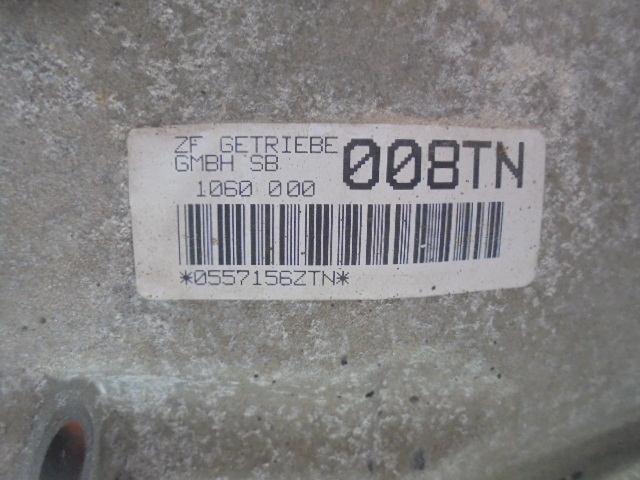 ZF GETRIEBE
GMBH SB
008TN
1060 000
*0557156ZTN*